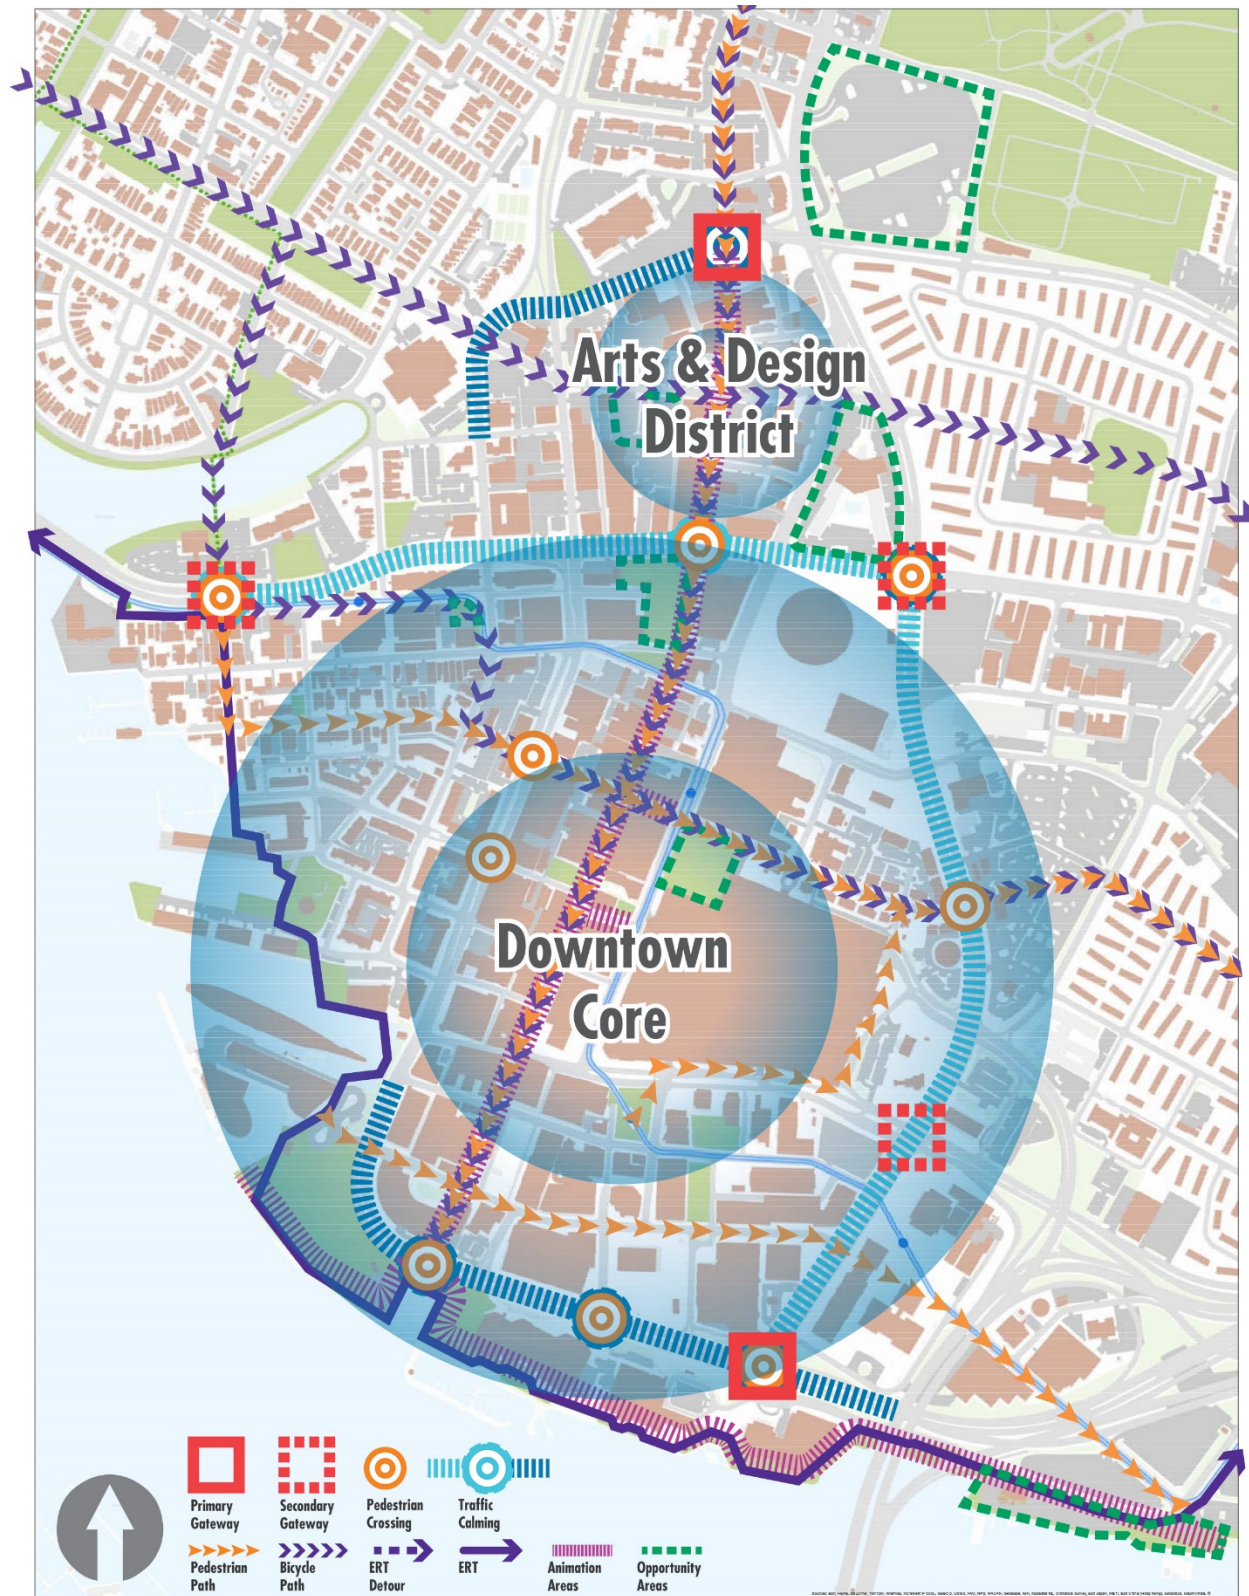 Arts & Design
District
Downtown
Core
Primary
Gateway
Secondary
Gateway
Pedestrian
Crossing
Traffic
Calming
Pedestrian
Path
Bicycle
Path
ERT
Detour
ERT
Animation
Areas
Opportunity
Areas